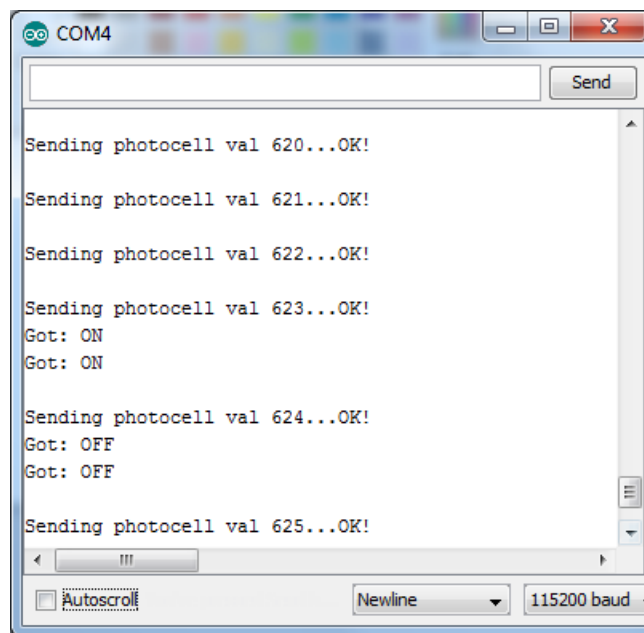 COM4
Send
Sending photocell val 620...OK!
Sending photocell val 621...OK!
Sending photocell val 622...OK!
Sending photocell val 623...OK!
Got: ON
Got: ON
Sending photocell val 624...OK!
Got: OFF
Got: OFF
Sending photocell val 625...OK!
Autoscroll
Newline
115200 baud